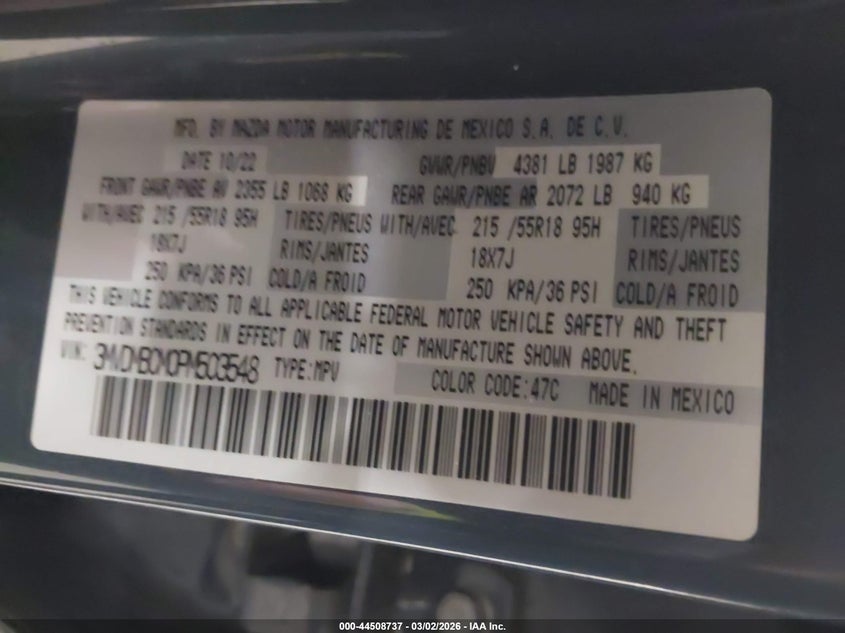 MFD. BY MAZDA MOTOR MANUFACTURING DE MEXICO S.A. DE C.V.
DATE 10/22 GVWR/PNBV 4381 LB 1987 KG
FRONT GAWR/PNBE AV 2355 LB 1068 KG REAR GAWR/PNBE AR 2072 LB 940 KG
WITH/AVEC 215 /55R18 95H TIRES/PNEUS WITH/AVEC 215 /55R18 95H TIRES/PNEUS
18X7J RIMS/JANTES 18X7J RIMS/JANTES
250 KPA/36 PSI COLD/A FROID 250 KPA/36 PSI COLD/A FROID
THIS VEHICLE CONFORMS TO ALL APPLICABLE FEDERAL MOTOR VEHICLE SAFETY AND THEFT
PREVENTION STANDARDS IN EFFECT ON THE DATE OF MANUFACTURE SHOWN ABOVE.
VIN: TYPE:MPV COLOR CODE:47C MADE IN MEXICO
000-44508737 - 03/02/2026 - IAA Inc.